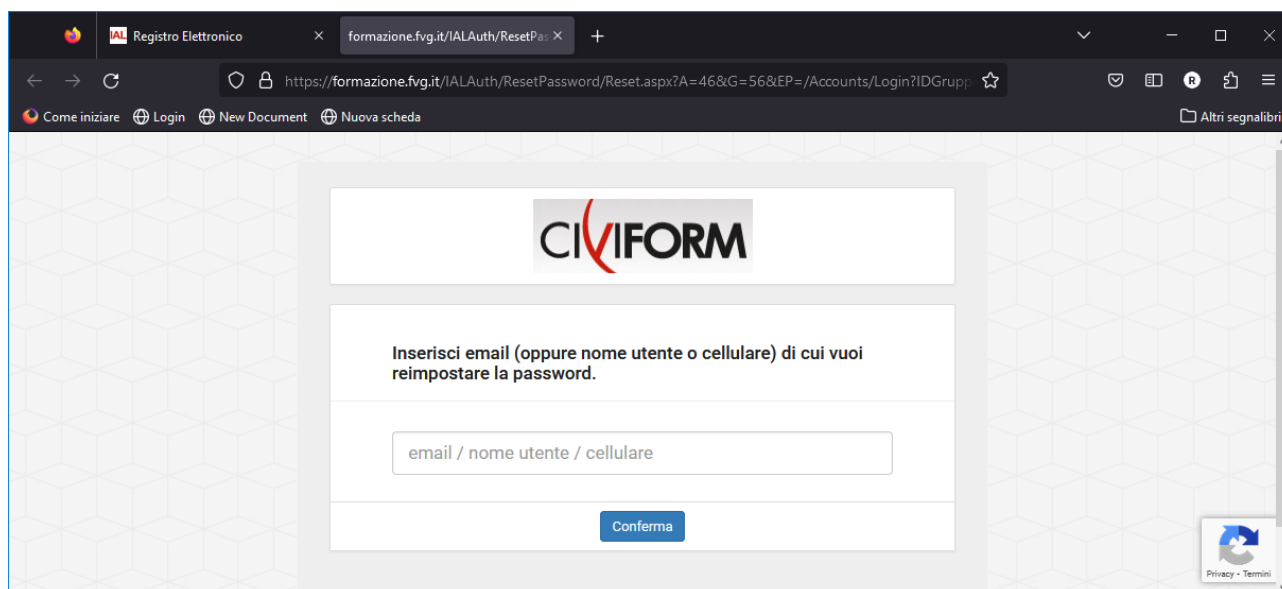 IAL Registro Elettronico
formazione.fvg.it/IALAuth/ResetPas
https://formazione.fvg.it/IALAuth/ResetPassword/Reset.aspx?A=46&G=56&EP=/Accounts/Login?IDGrupp
Come iniziare Login New Document Nuova scheda Altri segnalibri
CIVIFORM
Inserisci email (oppure nome utente o cellulare) di cui vuoi
reimpostare la password.
email / nome utente / cellulare
Conferma
Privacy - Termini